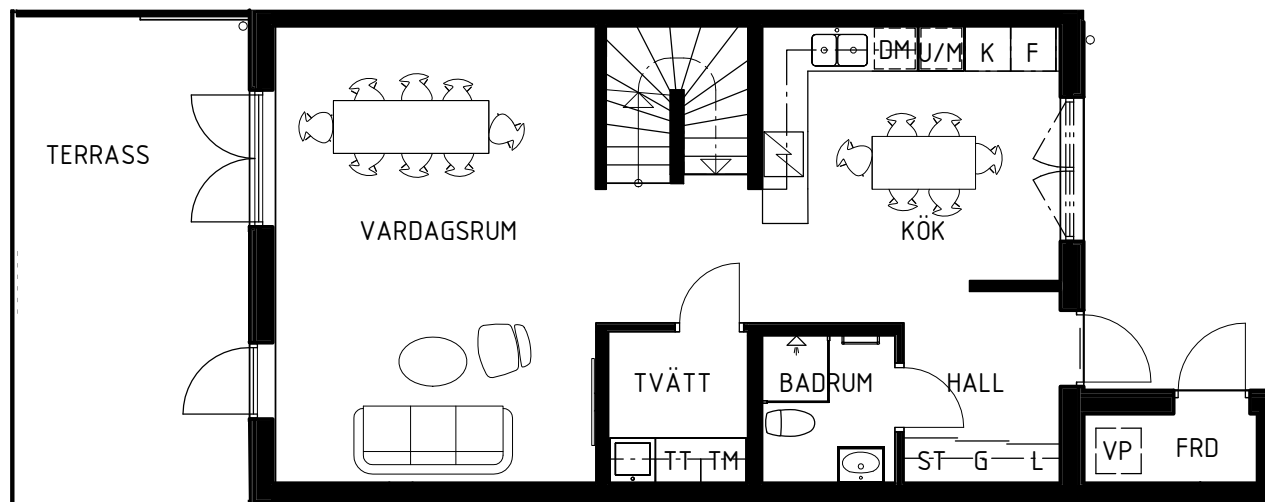 DM U/M K F
TERRASS
VARDAGSRUM
KÖK
TVÄTT
BADRUM
HALL
TT TM
ST G L
VP
FRD